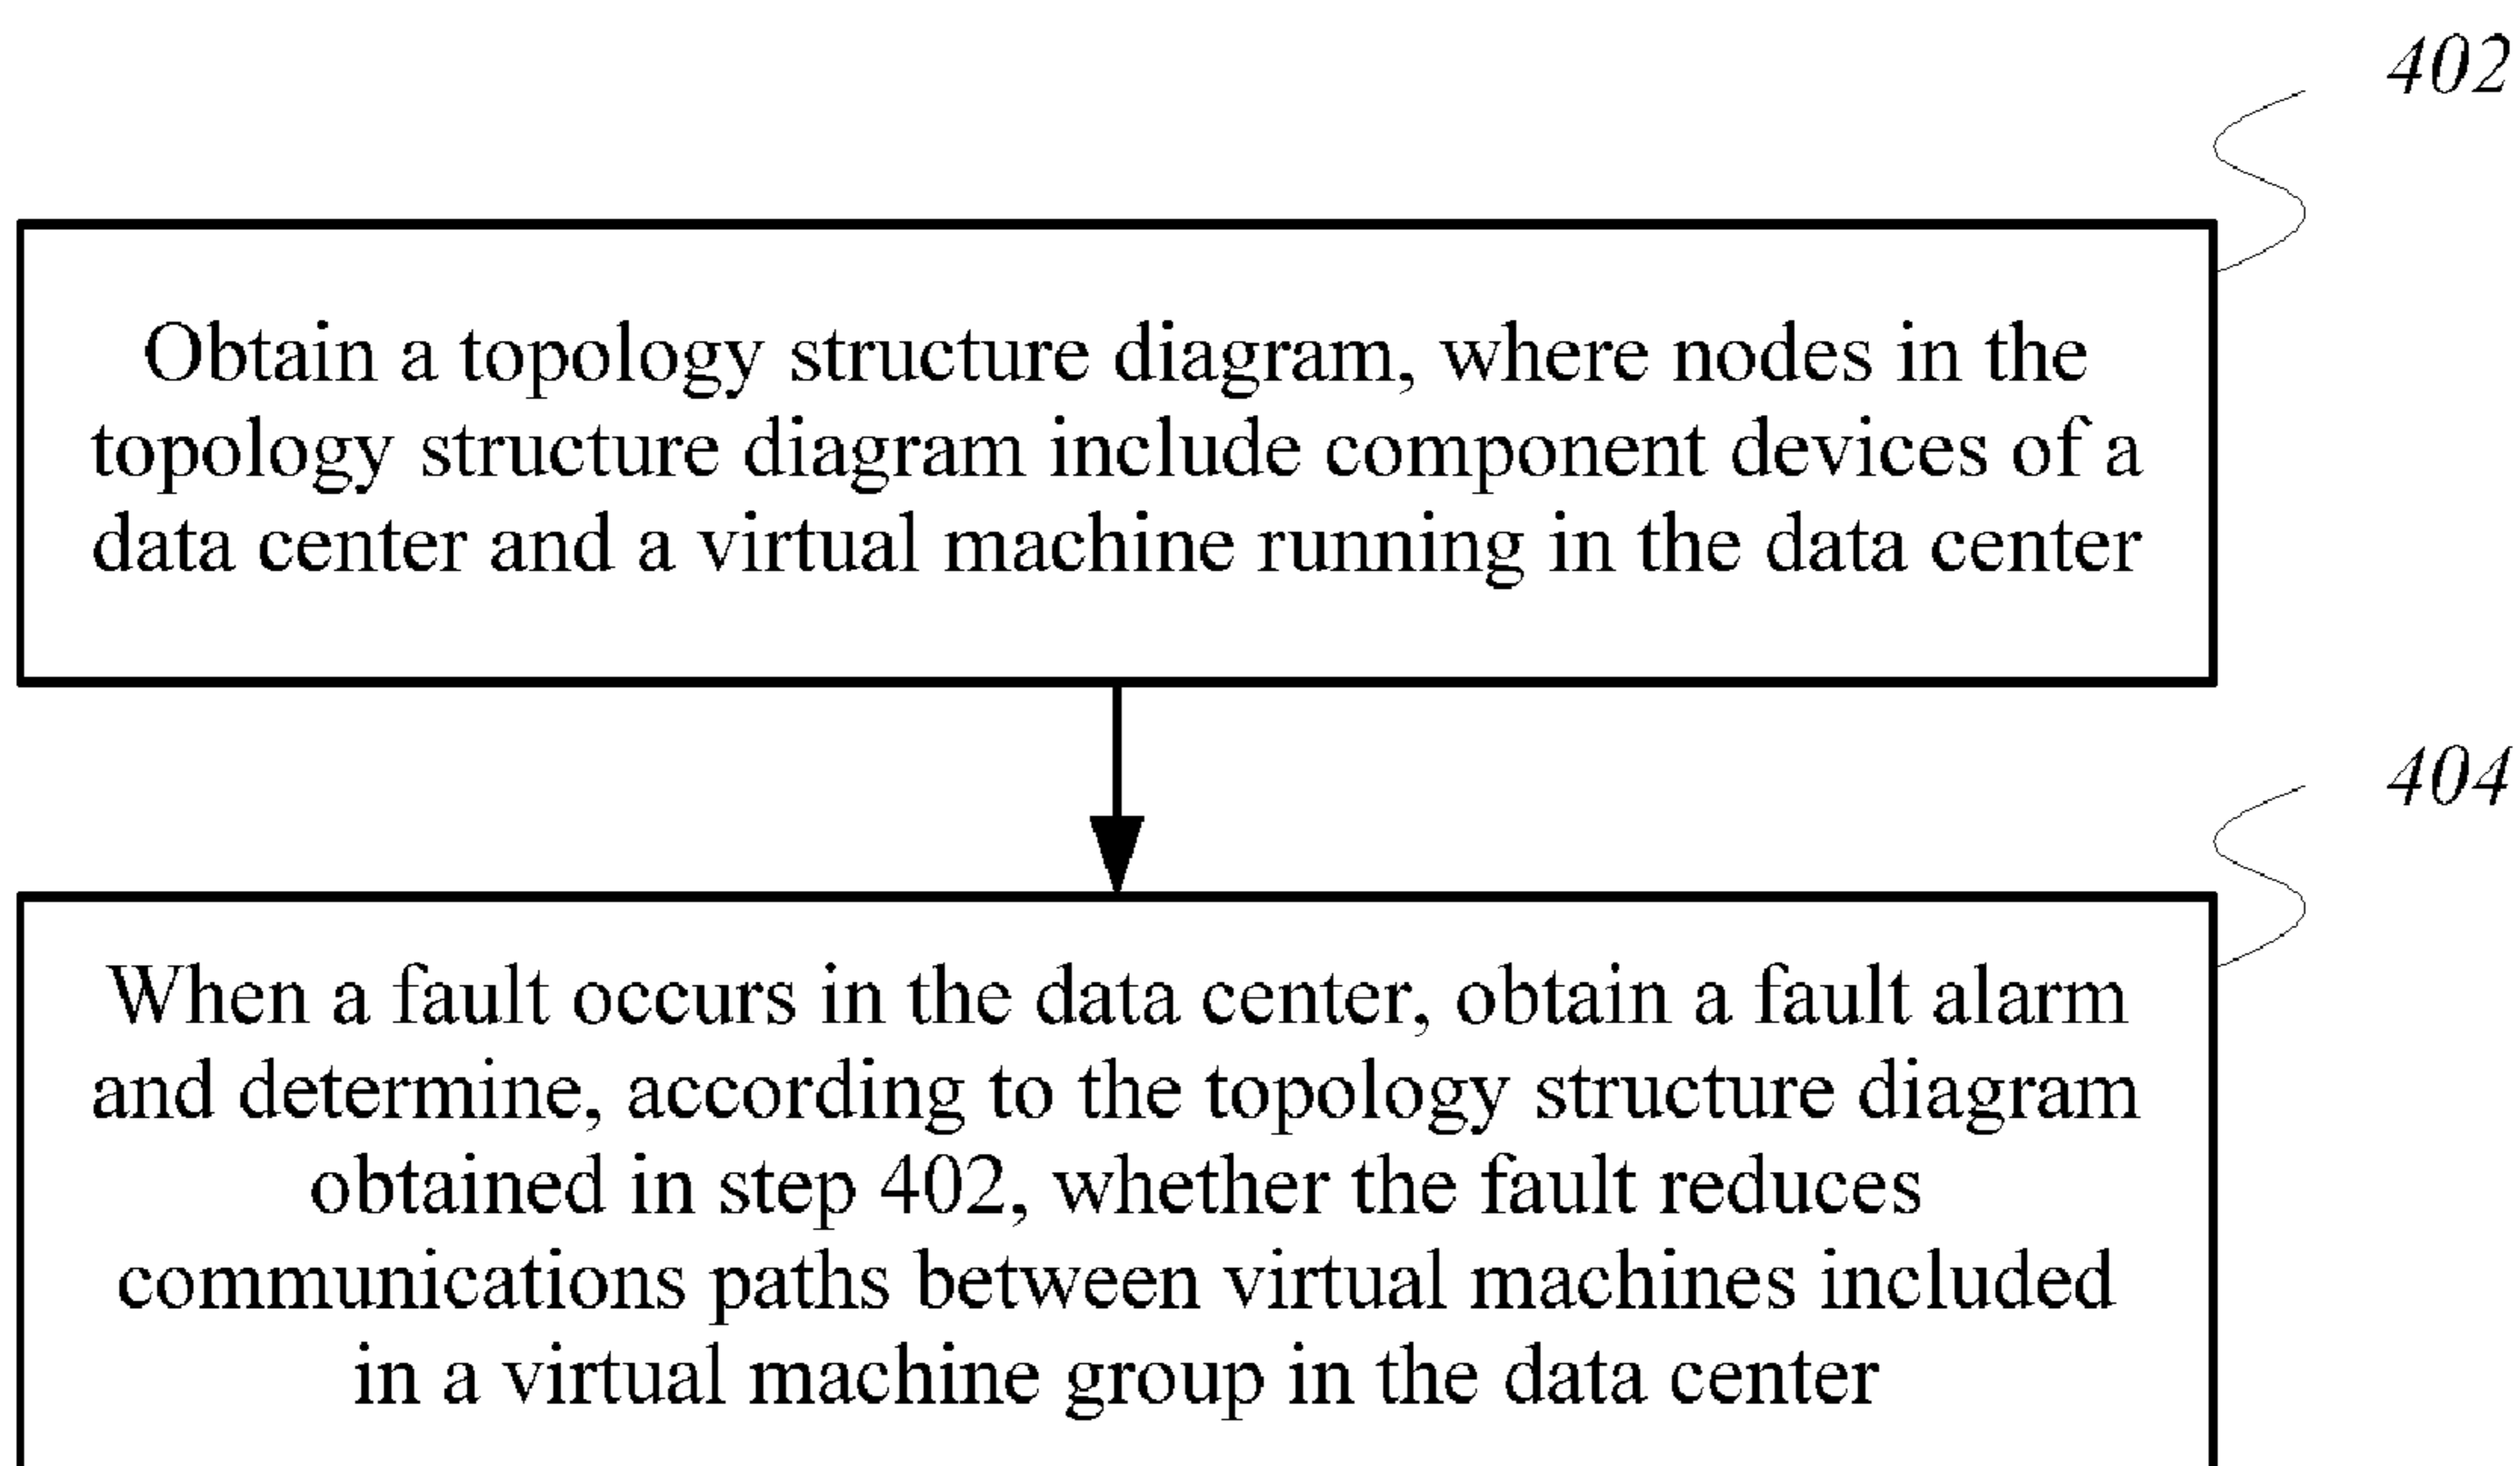 402
Obtain a topology structure diagram, where nodes in the
topology structure diagram include component devices of a
data center and a virtual machine running in the data center
404
When a fault occurs in the data center, obtain a fault alarm
and determine, according to the topology structure diagram
obtained in step 402, whether the fault reduces
communications paths between virtual machines included
in a virtual machine group in the data center